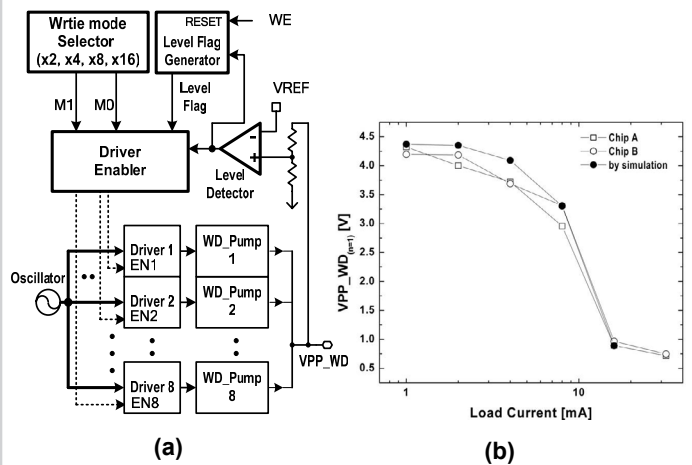 Wrtie mode
Selector
(x2, x4, x8, x16)
RESET
Level Flag
Generator
WE
M1
M0
Level
Flag
VREF
Driver
Enabler
-
+
Level
Detector
Oscillator
Driver 1
EN1
WD_Pump
1
Driver 2
EN2
WD_Pump
2
Driver 8
EN8
WD_Pump
8
VPP_WD
(a)
VPP_WD(n=1) [V]
4.5
4.0
3.5
3.0
2.5
2.0
1.5
1.0
0.5
Chip A
Chip B
by simulation
1
10
Load Current [mA]
(b)